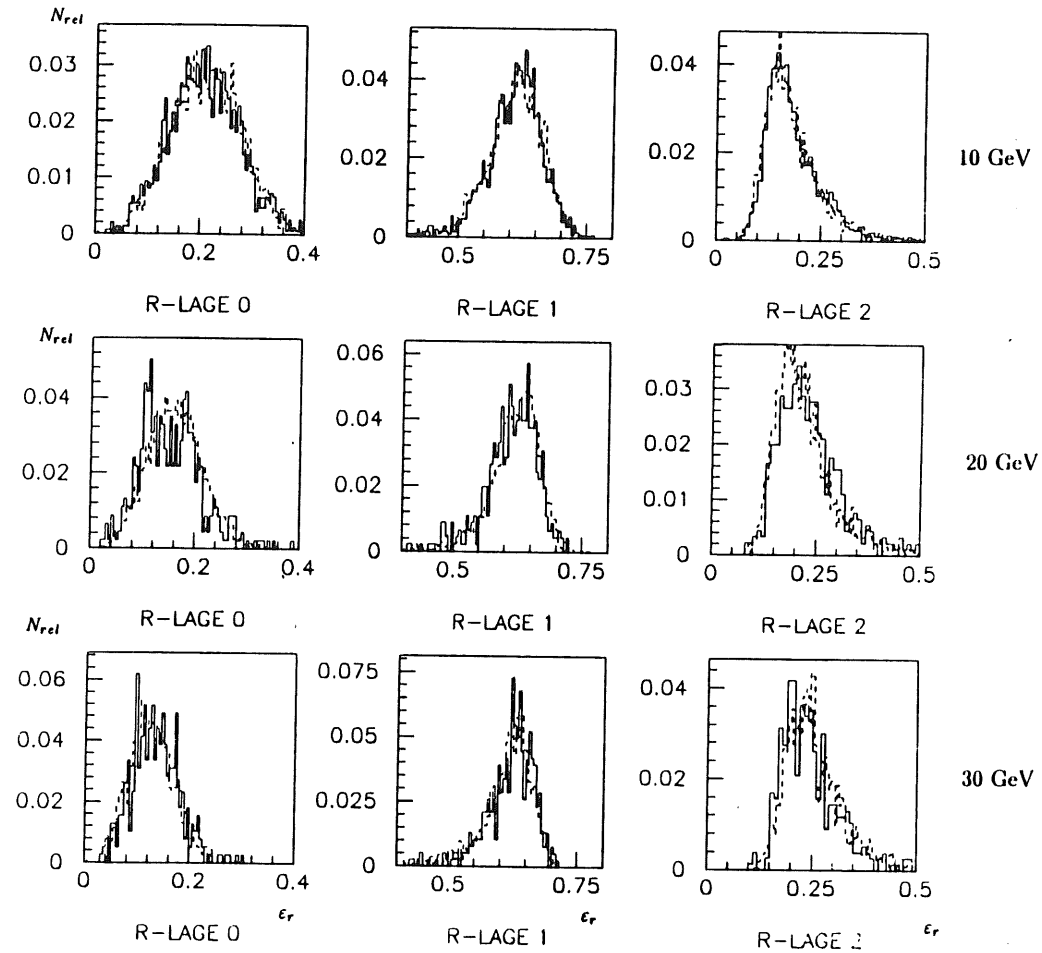 N_rel
0.03 0.04 0.04
0.02 0.02 0.02
0.01
0 0 0
10 GeV
0 0.2 0.4 0.5 0.75 0 0.25 0.5
R-LAGE 0 R-LAGE 1 R-LAGE 2
N_rel
0.04 0.06 0.03
0.02 0.04 0.02
0.02 0.01
0 0 0
20 GeV
0 0.2 0.4 0.5 0.75 0 0.25 0.5
R-LAGE 0 R-LAGE 1 R-LAGE 2
N_rel
0.06 0.075 0.04
0.04 0.05 0.02
0.02 0.025
0 0 0
30 GeV
0 0.2 0.4 0.5 0.75 0 0.25 0.5
ε_r ε_r ε_r
R-LAGE 0 R-LAGE 1 R-LAGE 2